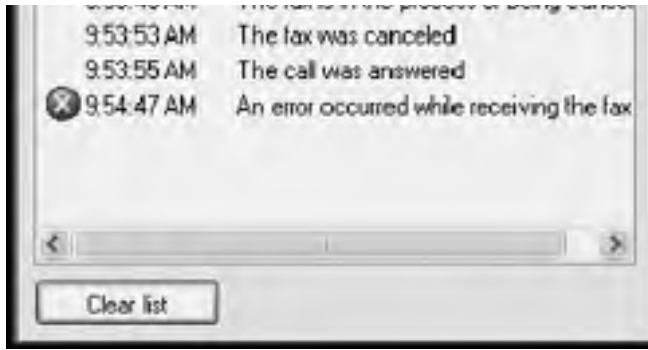 9:53:53 AM The fax was canceled
9:53:55 AM The call was answered
9:54:47 AM An error occurred while receiving the fax
Clear list